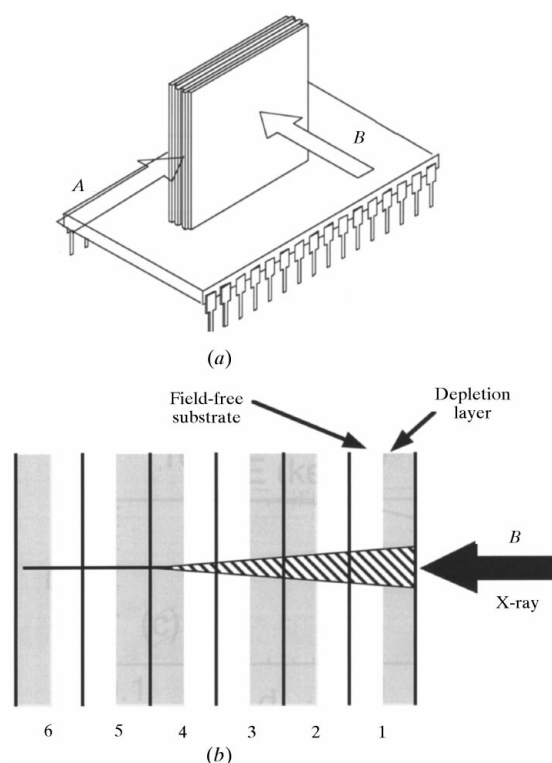 A
B
(a)
Field-free
substrate
Depletion
layer
B
X-ray
6 5 4 3 2 1
(b)